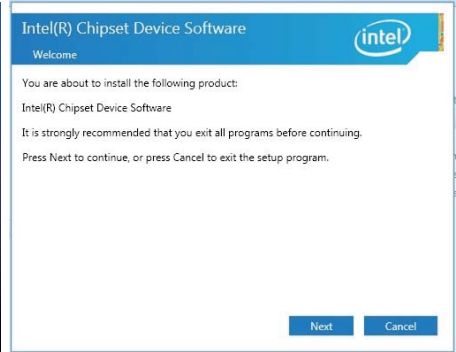 Intel(R) Chipset Device Software
intel
Welcome
You are about to install the following product:
Intel(R) Chipset Device Software
It is strongly recommended that you exit all programs before continuing.
Press Next to continue, or press Cancel to exit the setup program.
Next Cancel